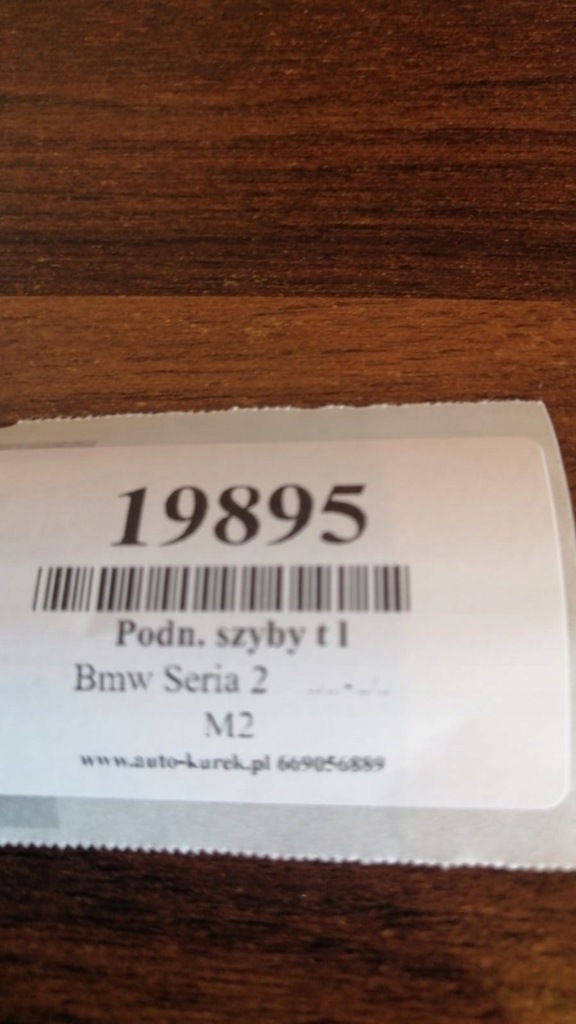 19895
Podn. szyby t l
Bmw Seria 2
M2
www.auto-kurek.pl 669056889